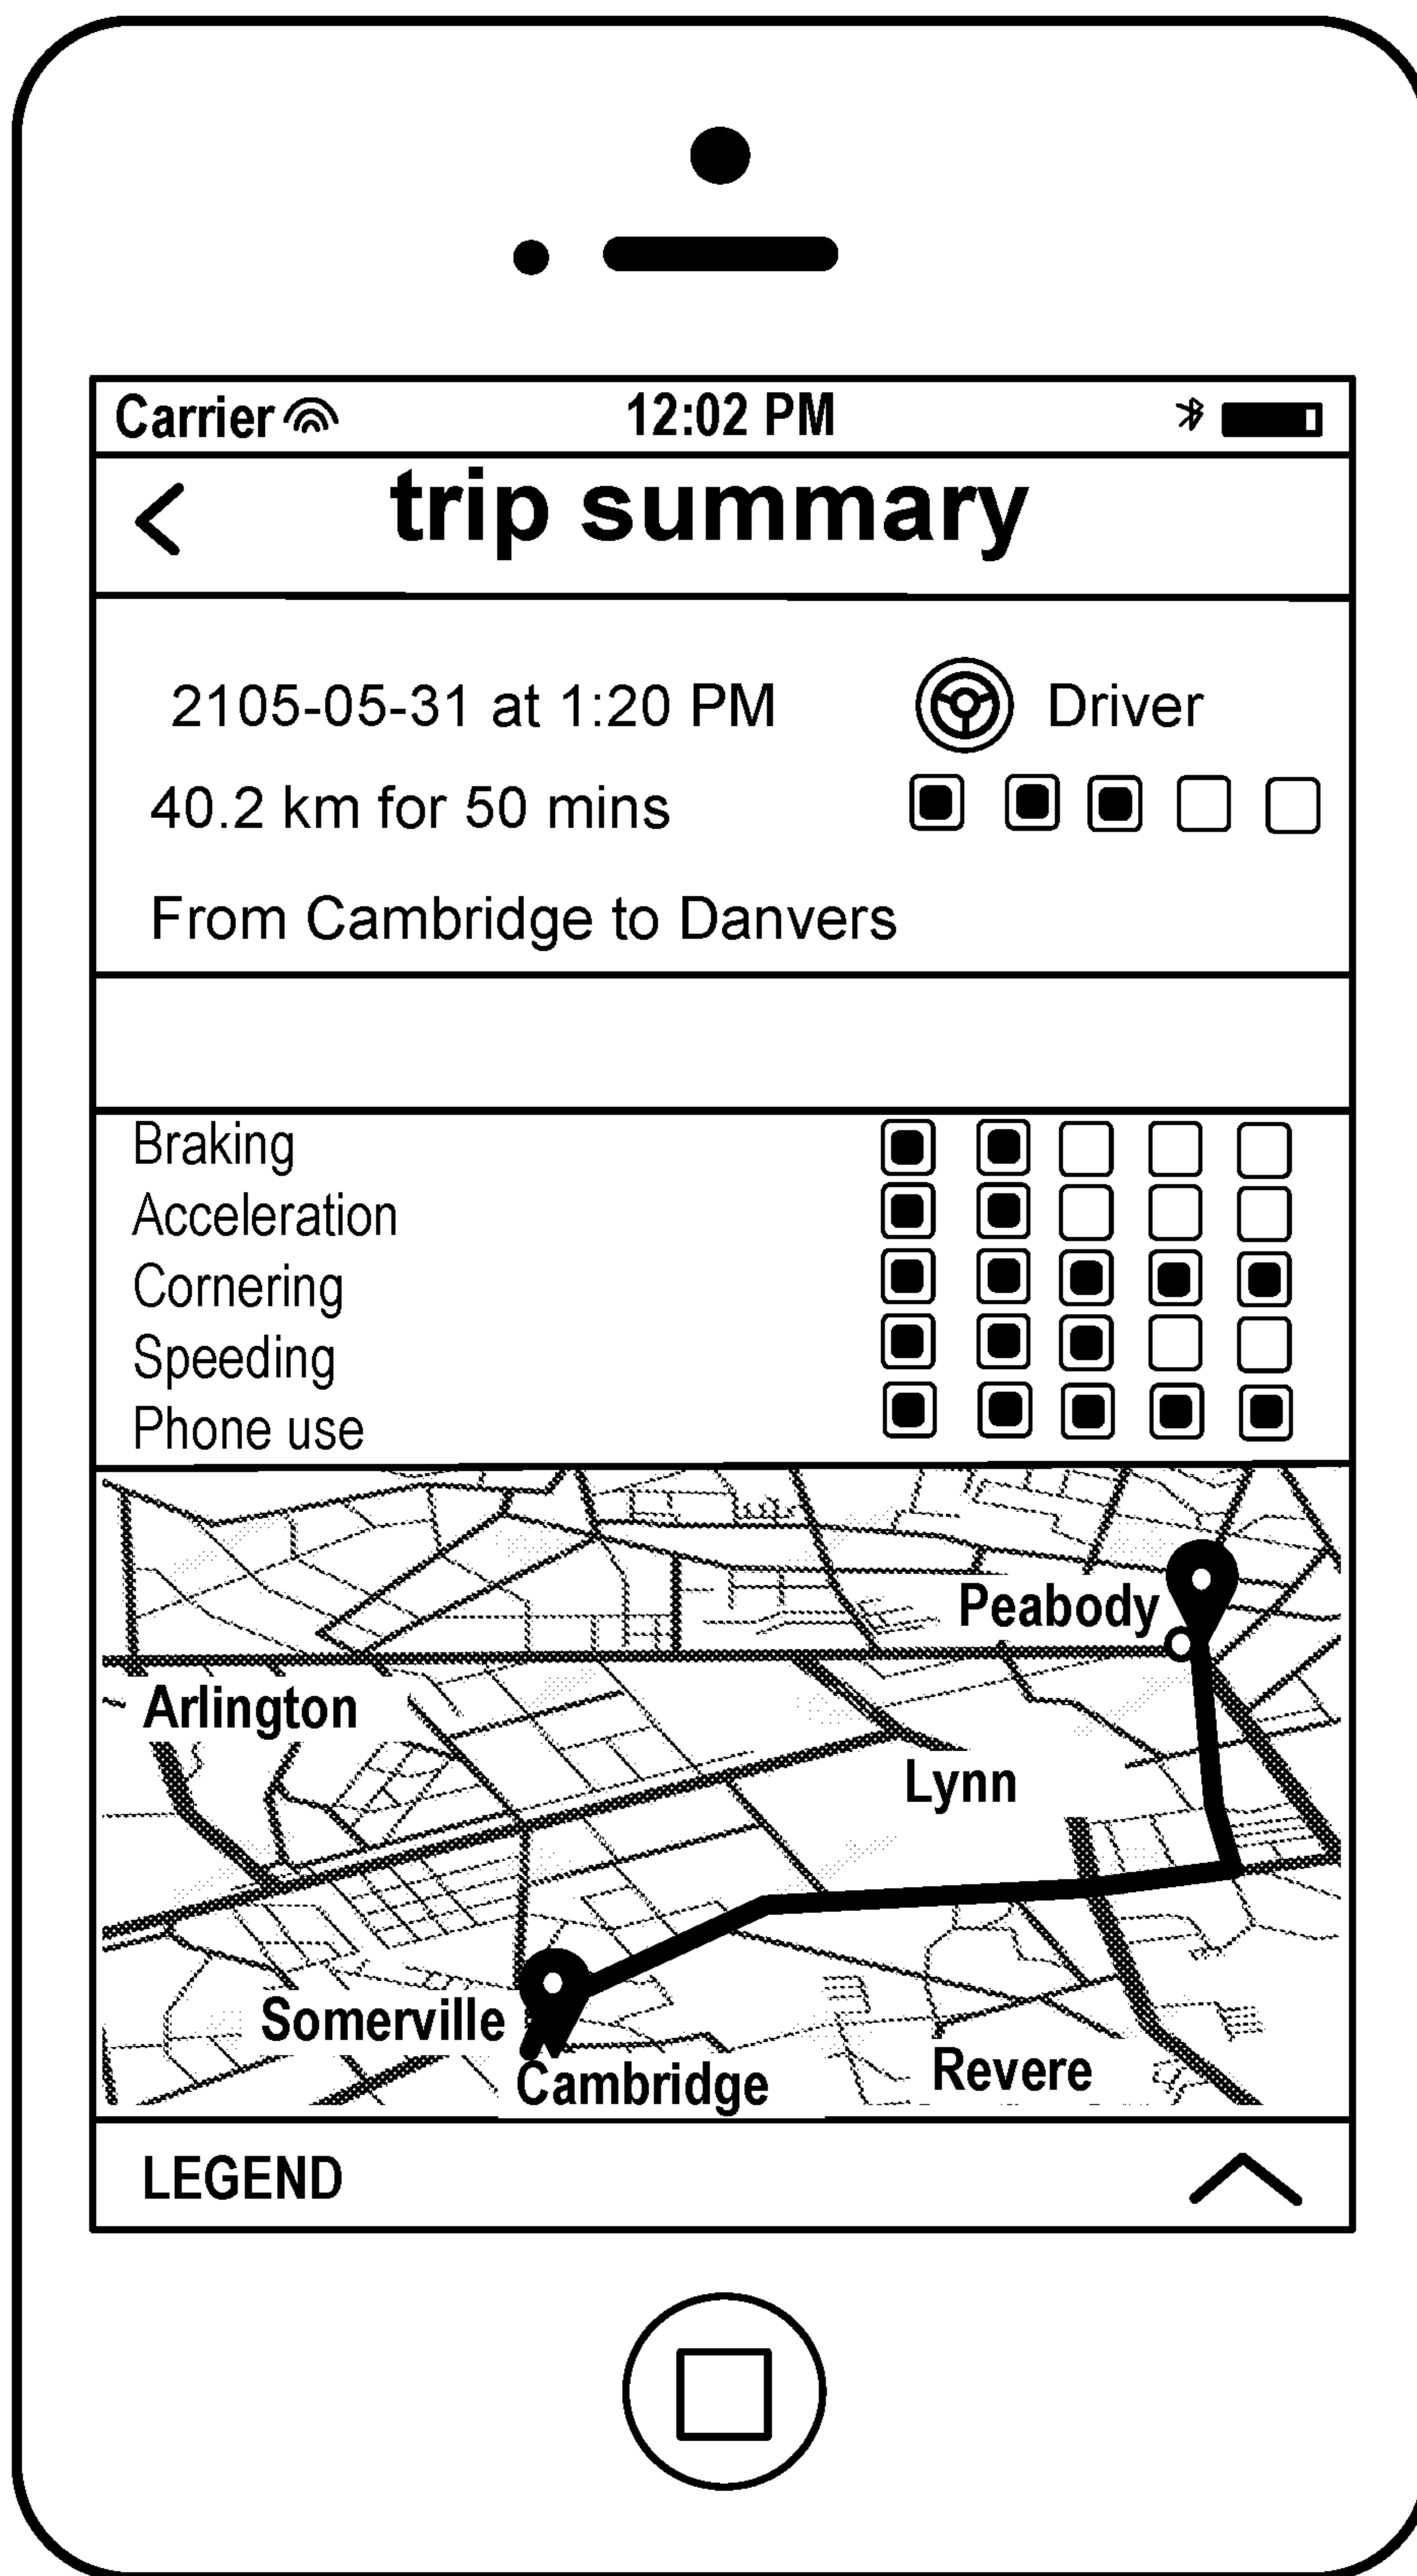 Carrier 12:02 PM
trip summary
2105-05-31 at 1:20 PM Driver
40.2 km for 50 mins
From Cambridge to Danvers
Braking
Acceleration
Cornering
Speeding
Phone use
Peabody
Arlington
Lynn
Somerville
Cambridge
Revere
LEGEND